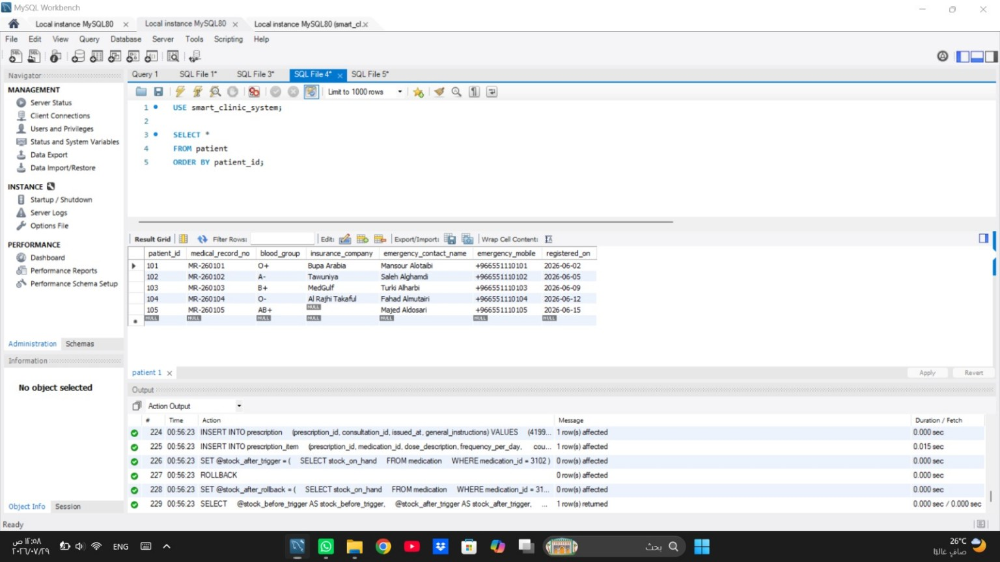 MySQL Workbench
Local instance MySQL80 x Local instance MySQL80 x Local instance MySQL80 (smart_cl.x
File Edit View Query Database Server Tools Scripting Help
Navigator
MANAGEMENT
Server Status
Client Connections
Users and Privileges
Status and System Variables
Data Export
Data Import/Restore
INSTANCE
Startup / Shutdown
Server Logs
Options File
PERFORMANCE
Dashboard
Performance Reports
Performance Schema Setup
Administration Schemas
Information
No object selected
Object Info Session
Query 1 SQL File 1* SQL File 3* SQL File 4* x SQL File 5*
Limit to 1000 rows
1 USE smart_clinic_system;
2
3 SELECT *
4 FROM patient
5 ORDER BY patient_id;
Result Grid Filter Rows: Edit: Export/Import: Wrap Cell Content:
patient_id medical_record_no blood_group insurance_company emergency_contact_name emergency_mobile registered_on
101 MR-260101 O+ Bupa Arabia Mansour Alotaibi +966551110101 2026-06-02
102 MR-260102 A- Tawuniya Saleh Alghamdi +966551110102 2026-06-05
103 MR-260103 B+ MedGulf Turki Alharbi +966551110103 2026-06-09
104 MR-260104 O- Al Rajhi Takaful Fahad Almutairi +966551110104 2026-06-12
105 MR-260105 AB+ NULL Majed Aldosari +966551110105 2026-06-15
NULL NULL NULL NULL NULL NULL NULL
patient 1 x
Apply Revert
Output
Action Output
# Time Action Message Duration / Fetch
224 00:56:23 INSERT INTO prescription (prescription_id, consultation_id, issued_at, general_instructions) VALUES (4199... 1 row(s) affected 0.000 sec
225 00:56:23 INSERT INTO prescription_item (prescription_id, medication_id, dose_description, frequency_per_day, cou... 1 row(s) affected 0.015 sec
226 00:56:23 SET @stock_after_trigger = ( SELECT stock_on_hand FROM medication WHERE medication_id = 3102 ) 0 row(s) affected 0.000 sec
227 00:56:23 ROLLBACK 0 row(s) affected 0.000 sec
228 00:56:23 SET @stock_after_rollback = ( SELECT stock_on_hand FROM medication WHERE medication_id = 31... 0 row(s) affected 0.000 sec
229 00:56:23 SELECT @stock_before_trigger AS stock_before_trigger, @stock_after_trigger AS stock_after_trigger, ... 1 row(s) returned 0.000 sec / 0.000 sec
Ready
١٢:٥٨ ص
٢٠٢٦/٠٧/٢٩
ENG
بحث
26°C
صافٍ غالبًا